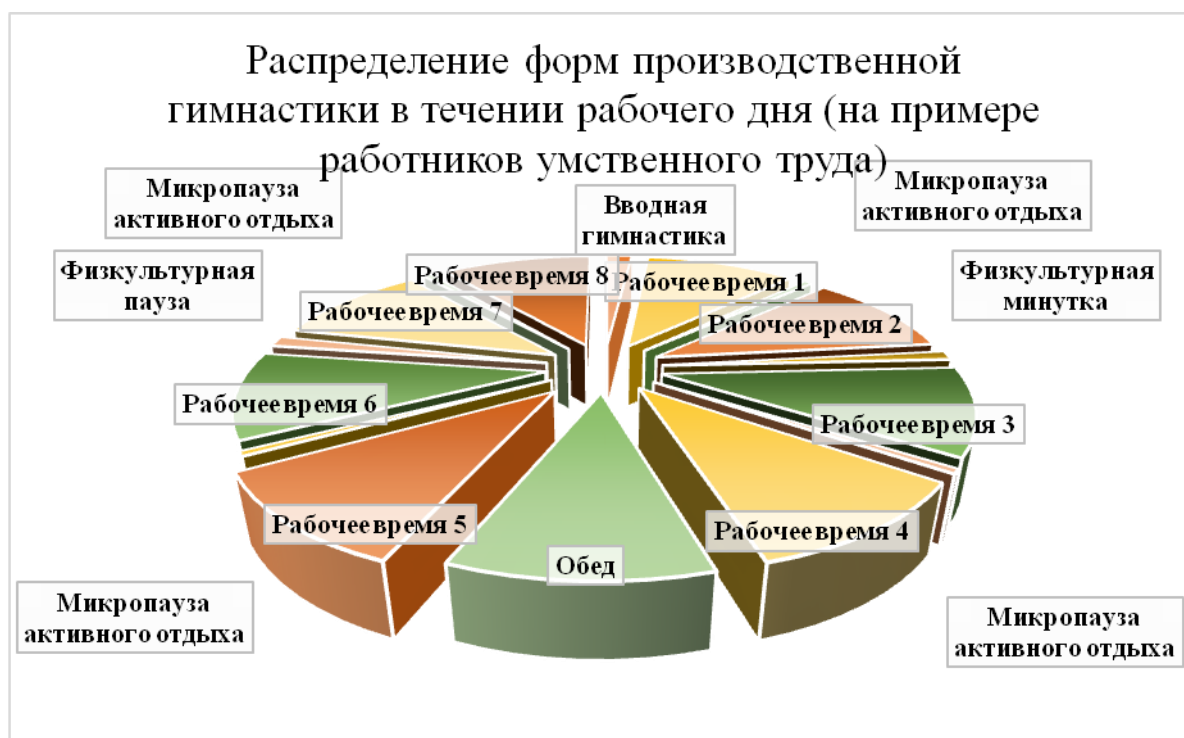 Распределение форм производственной
гимнастики в течении рабочего дня (на примере
работников умственного труда)
Микропауза
активного отдыха
Вводная
гимнастика
Микропауза
активного отдыха
Физкультурная
пауза
Рабочее время 8
Рабочее время 1
Физкультурная
минутка
Рабочее время 7
Рабочее время 2
Рабочее время 6
Рабочее время 3
Рабочее время 5
Рабочее время 4
Обед
Микропауза
активного отдыха
Микропауза
активного отдыха